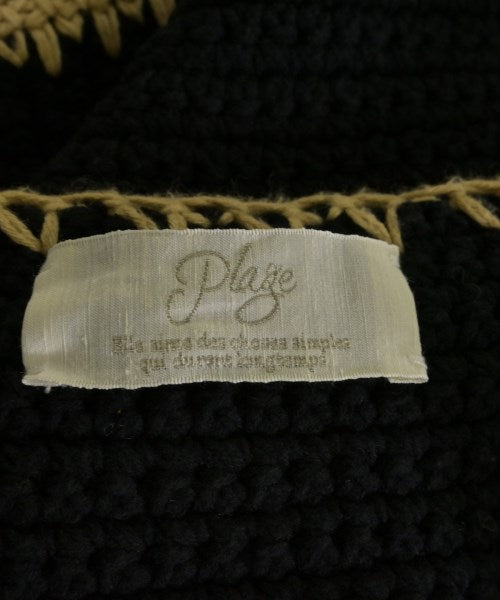 Plage
Elle aime des choses simples
qui durent longtemps